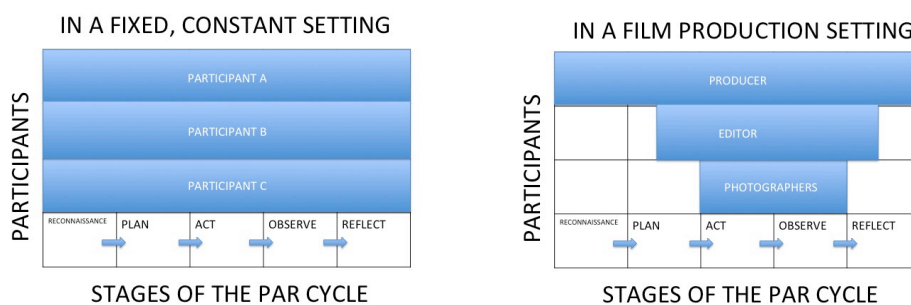 IN A FIXED, CONSTANT SETTING
PARTICIPANTS
PARTICIPANT A
PARTICIPANT B
PARTICIPANT C
RECONNAISSANCE PLAN ACT OBSERVE REFLECT
STAGES OF THE PAR CYCLE
IN A FILM PRODUCTION SETTING
PARTICIPANTS
PRODUCER
EDITOR
PHOTOGRAPHERS
RECONNAISSANCE PLAN ACT OBSERVE REFLECT
STAGES OF THE PAR CYCLE